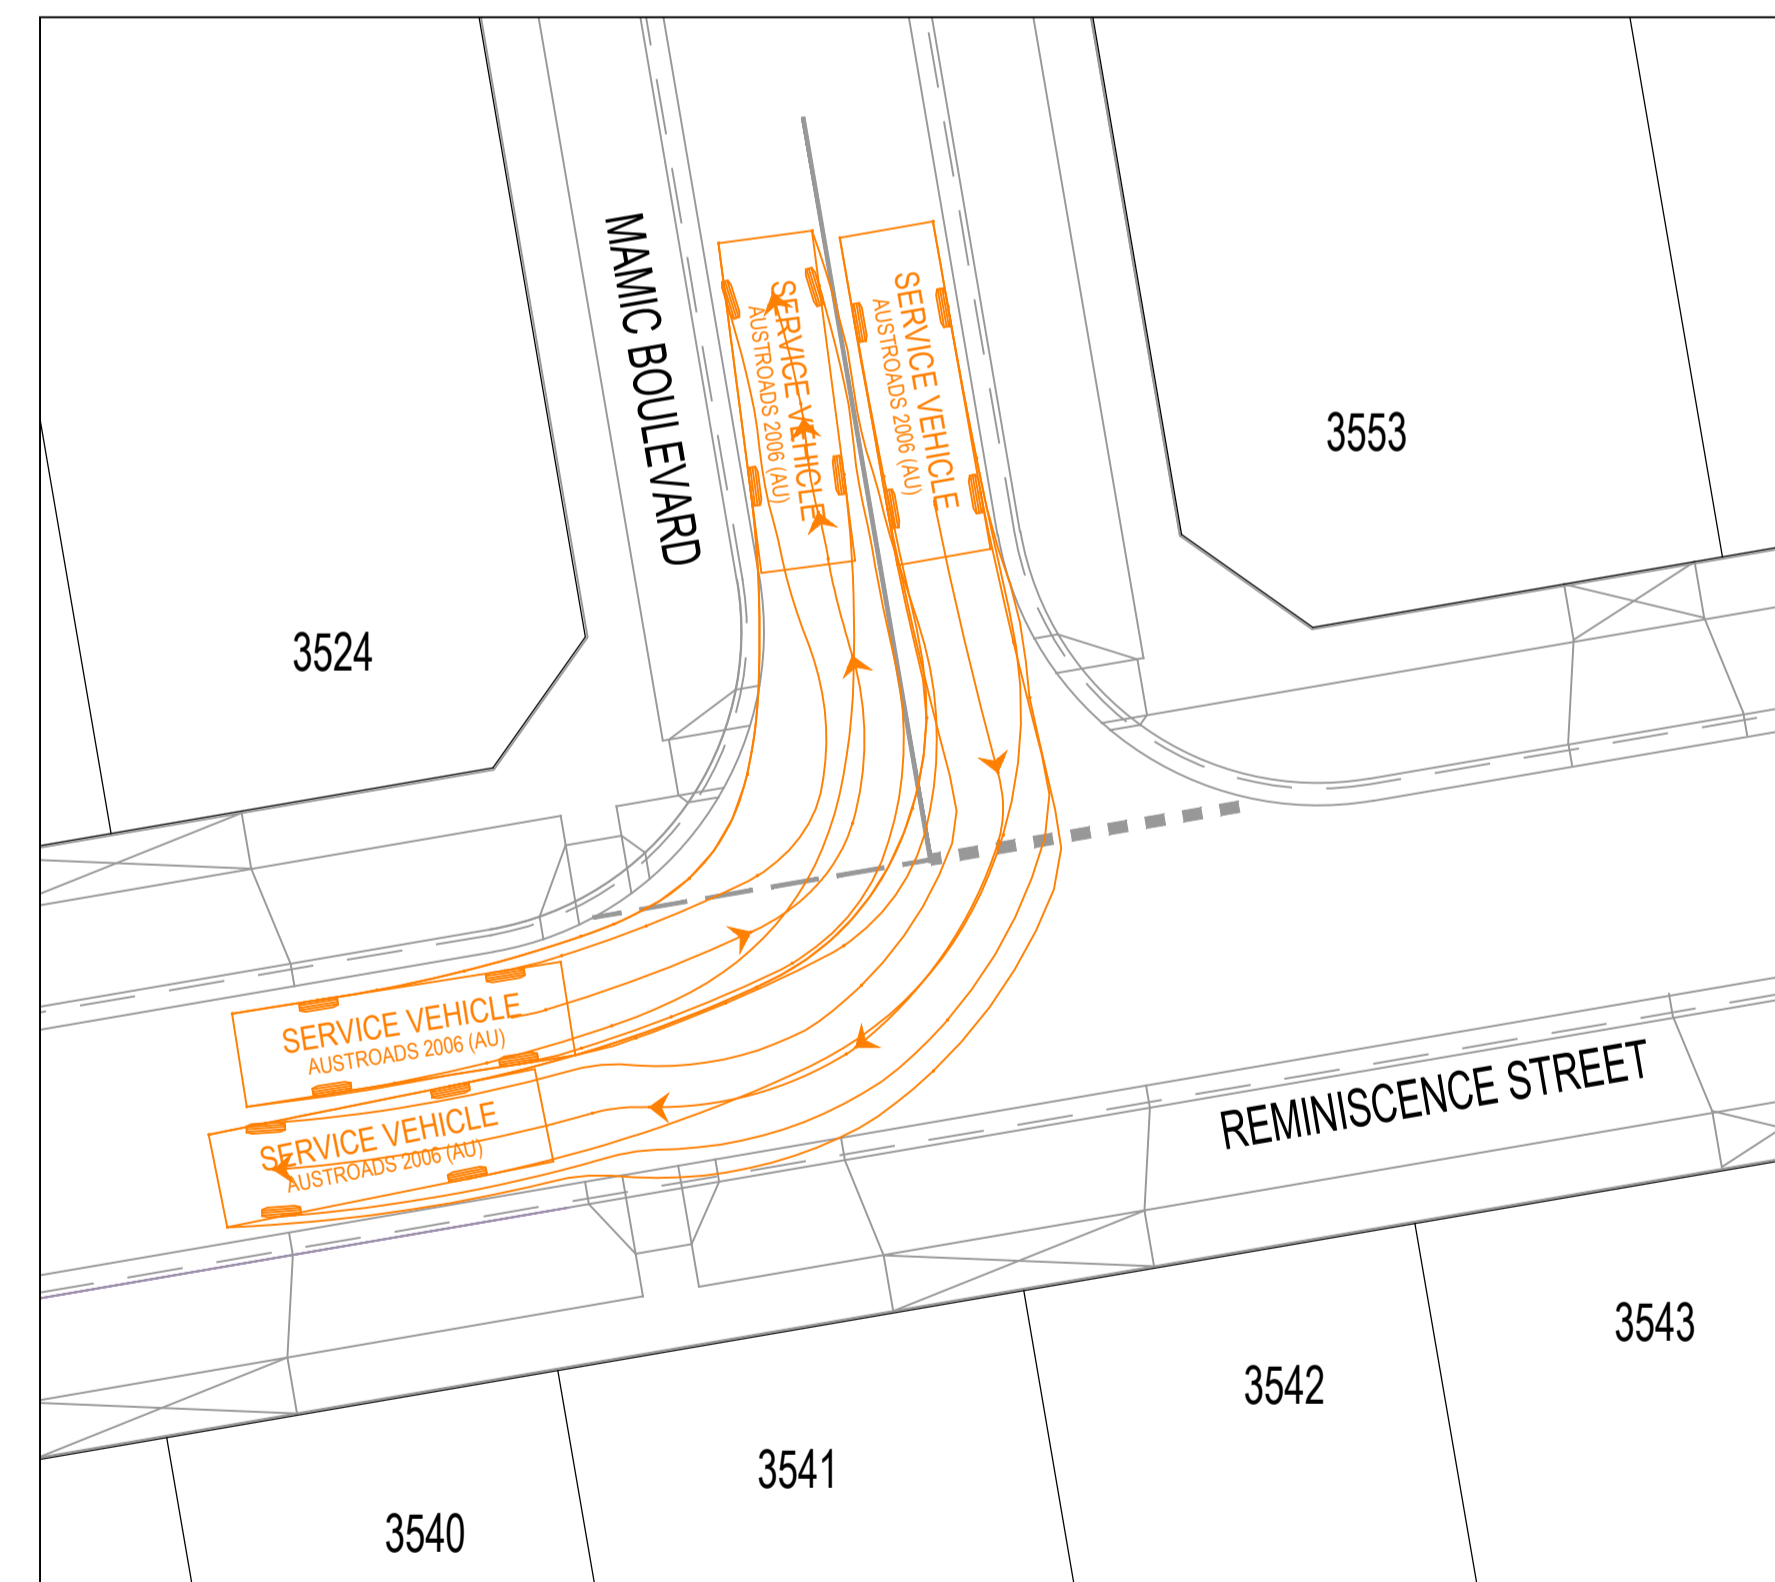 MAMIC BOULEVARD
SERVICE VEHICLE
AUSTROADS 2006 (AU)
SERVICE VEHICLE
AUSTROADS 2006 (AU)
3553
3524
SERVICE VEHICLE
AUSTROADS 2006 (AU)
SERVICE VEHICLE
AUSTROADS 2006 (AU)
REMINISCENCE STREET
3543
3542
3541
3540